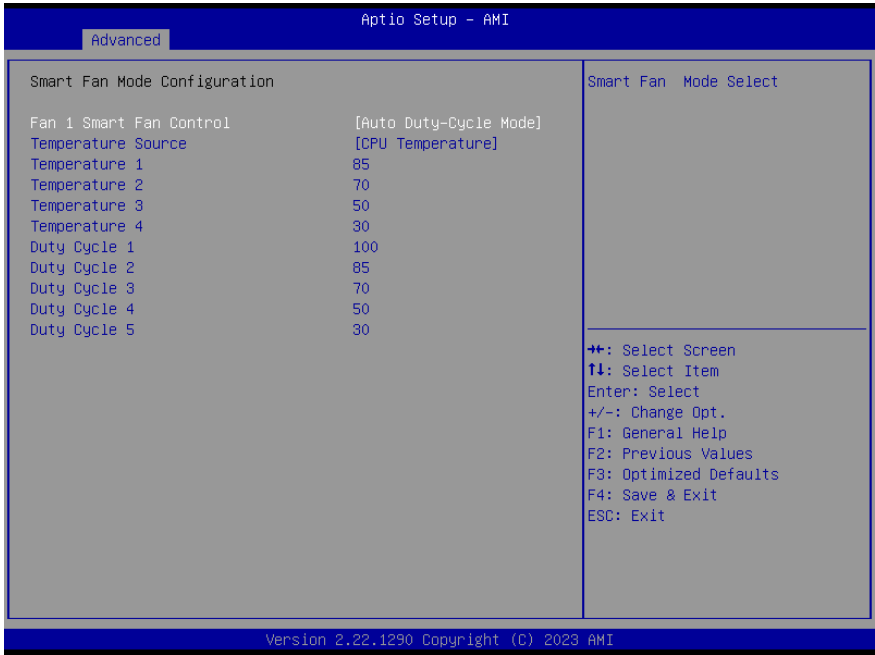 Aptio Setup – AMI
Advanced
Smart Fan Mode Configuration
Fan 1 Smart Fan Control [Auto Duty-Cycle Mode]
Temperature Source [CPU Temperature]
Temperature 1 85
Temperature 2 70
Temperature 3 50
Temperature 4 30
Duty Cycle 1 100
Duty Cycle 2 85
Duty Cycle 3 70
Duty Cycle 4 50
Duty Cycle 5 30
Smart Fan  Mode Select
→←: Select Screen
↑↓: Select Item
Enter: Select
+/-: Change Opt.
F1: General Help
F2: Previous Values
F3: Optimized Defaults
F4: Save & Exit
ESC: Exit
Version 2.22.1290 Copyright (C) 2023 AMI